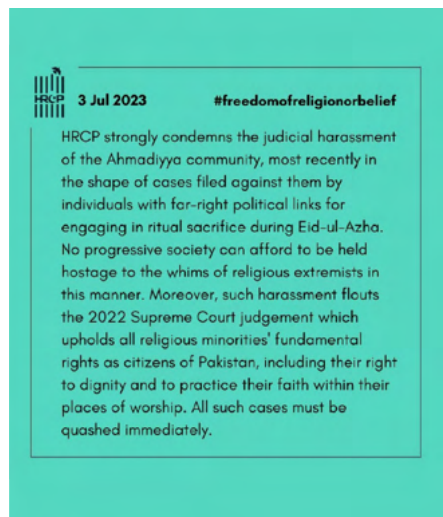 HRCP
3 Jul 2023 #freedomofreligionorbelief
HRCP strongly condemns the judicial harassment
of the Ahmadiyya community, most recently in
the shape of cases filed against them by
individuals with far-right political links for
engaging in ritual sacrifice during Eid-ul-Azha.
No progressive society can afford to be held
hostage to the whims of religious extremists in
this manner. Moreover, such harassment flouts
the 2022 Supreme Court judgement which
upholds all religious minorities' fundamental
rights as citizens of Pakistan, including their right
to dignity and to practice their faith within their
places of worship. All such cases must be
quashed immediately.